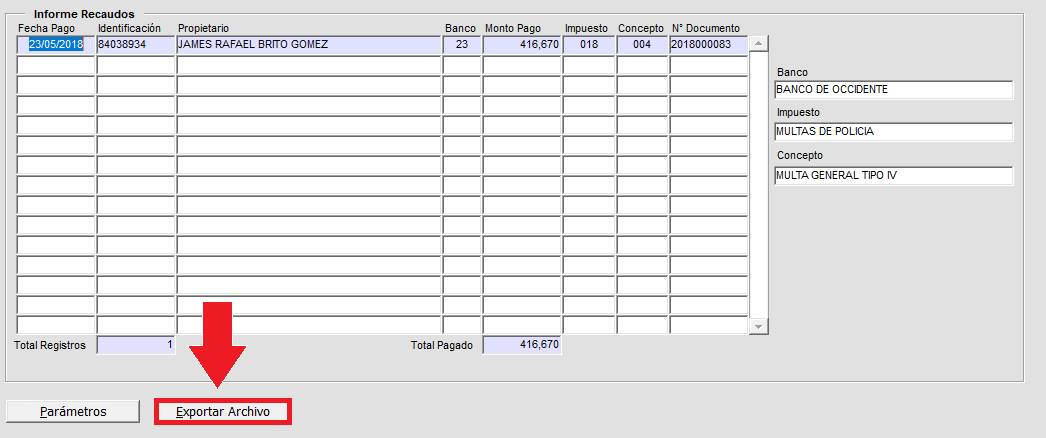 Informe Recaudos
Fecha Pago Identificación Propietario Banco Monto Pago Impuesto Concepto N° Documento
23/05/2018 84038934 JAMES RAFAEL BRITO GOMEZ 23 416,670 018 004 2018000083
Banco
BANCO DE OCCIDENTE
Impuesto
MULTAS DE POLICIA
Concepto
MULTA GENERAL TIPO IV
Total Registros 1 Total Pagado 416,670
Parámetros Exportar Archivo